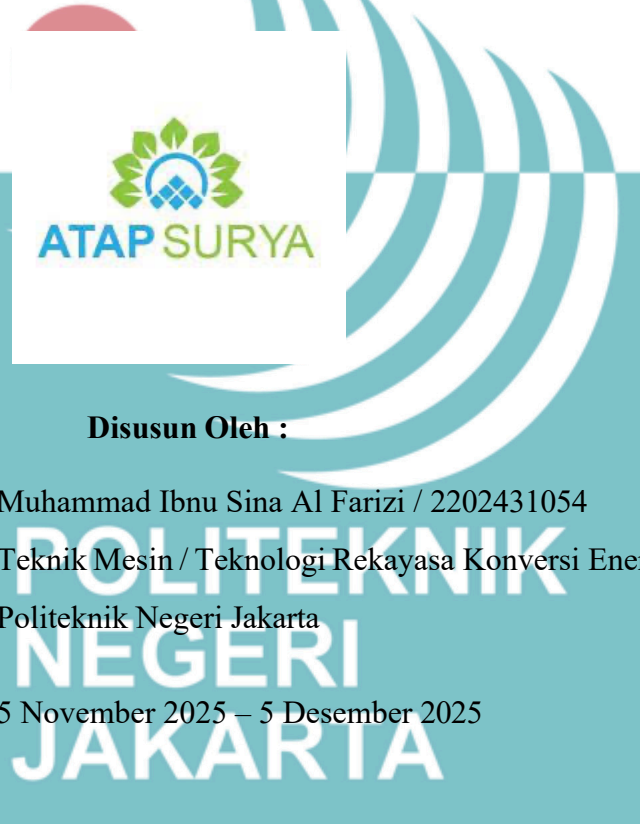 ATAP SURYA
Disusun Oleh :
Muhammad Ibnu Sina Al Farizi / 2202431054
Teknik Mesin / Teknologi Rekayasa Konversi Ener
Politeknik Negeri Jakarta
5 November 2025 – 5 Desember 2025
POLITEKNIK
NEGERI
JAKARTA